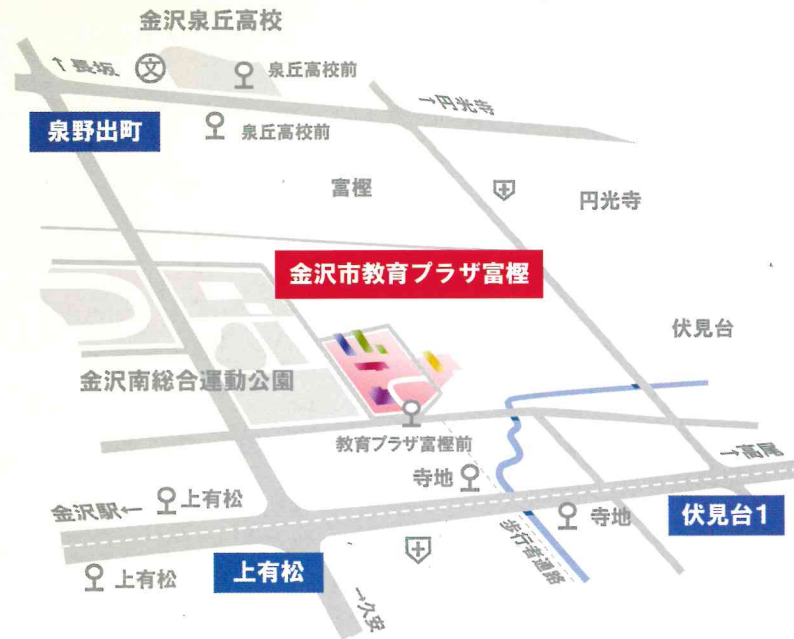 金沢泉丘高校
↑長坂
文
泉丘高校前
→円光寺
泉野出町
泉丘高校前
富樫
円光寺
金沢市教育プラザ富樫
伏見台
金沢南総合運動公園
教育プラザ富樫前
→高尾
寺地
金沢駅←
上有松
寺地
伏見台1
歩行者通路
上有松
上有松
→久安